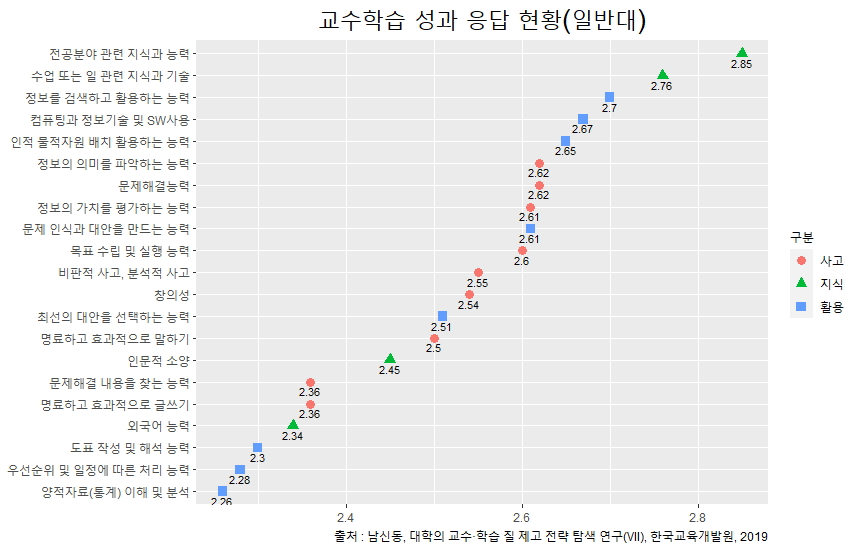 교수학습 성과 응답 현황(일반대)
전공분야 관련 지식과 능력
수업 또는 일 관련 지식과 기술
정보를 검색하고 활용하는 능력
컴퓨팅과 정보기술 및 SW사용
인적 물적자원 배치 활용하는 능력
정보의 의미를 파악하는 능력
문제해결능력
정보의 가치를 평가하는 능력
문제 인식과 대안을 만드는 능력
목표 수립 및 실행 능력
비판적 사고, 분석적 사고
창의성
최선의 대안을 선택하는 능력
명료하고 효과적으로 말하기
인문적 소양
문제해결 내용을 찾는 능력
명료하고 효과적으로 글쓰기
외국어 능력
도표 작성 및 해석 능력
우선순위 및 일정에 따른 처리 능력
양적자료(통계) 이해 및 분석
2.85
2.76
2.7
2.67
2.65
2.62
2.62
2.61
2.61
2.6
2.55
2.54
2.51
2.5
2.45
2.36
2.36
2.34
2.3
2.28
2.26
2.4
2.6
2.8
구분
사고
지식
활용
출처 : 남신동, 대학의 교수·학습 질 제고 전략 탐색 연구(VII), 한국교육개발원, 2019